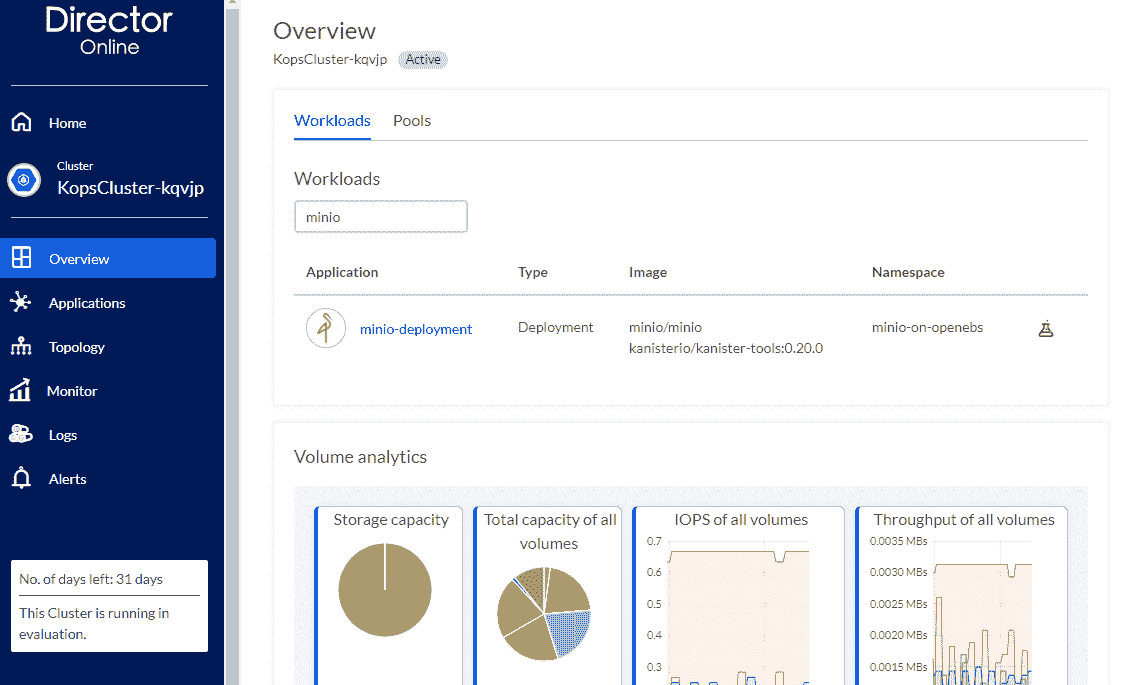 Director
Online
Home
Cluster
KopsCluster-kqvjp
Overview
Applications
Topology
Monitor
Logs
Alerts
No. of days left: 31 days
This Cluster is running in
evaluation.
Overview
KopsCluster-kqvjp Active
Workloads Pools
Workloads
minio
Application Type Image Namespace
minio-deployment Deployment minio/minio minio-on-openebs
kanisterio/kanister-tools:0.20.0
Volume analytics
Storage capacity
Total capacity of all
volumes
IOPS of all volumes
0.7
0.6
0.5
0.4
0.3
Throughput of all volumes
0.0035 MBs
0.0030 MBs
0.0025 MBs
0.0020 MBs
0.0015 MBs